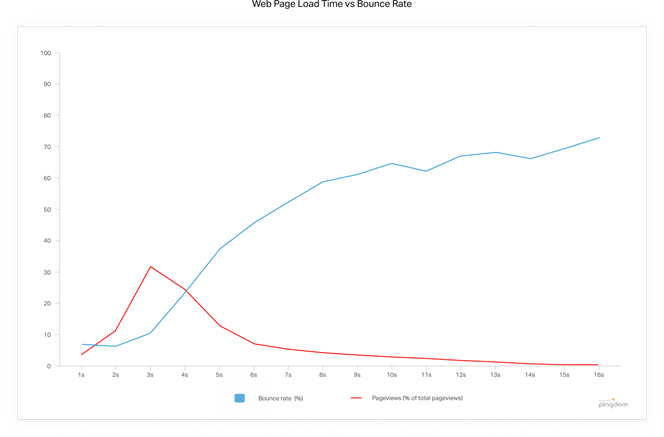 Web Page Load Time vs Bounce Rate
100
90
80
70
60
50
40
30
20
10
0
1s 2s 3s 4s 5s 6s 7s 8s 9s 10s 11s 12s 13s 14s 15s 16s
Bounce rate (%) Pageviews (% of total pageviews)
pingdom